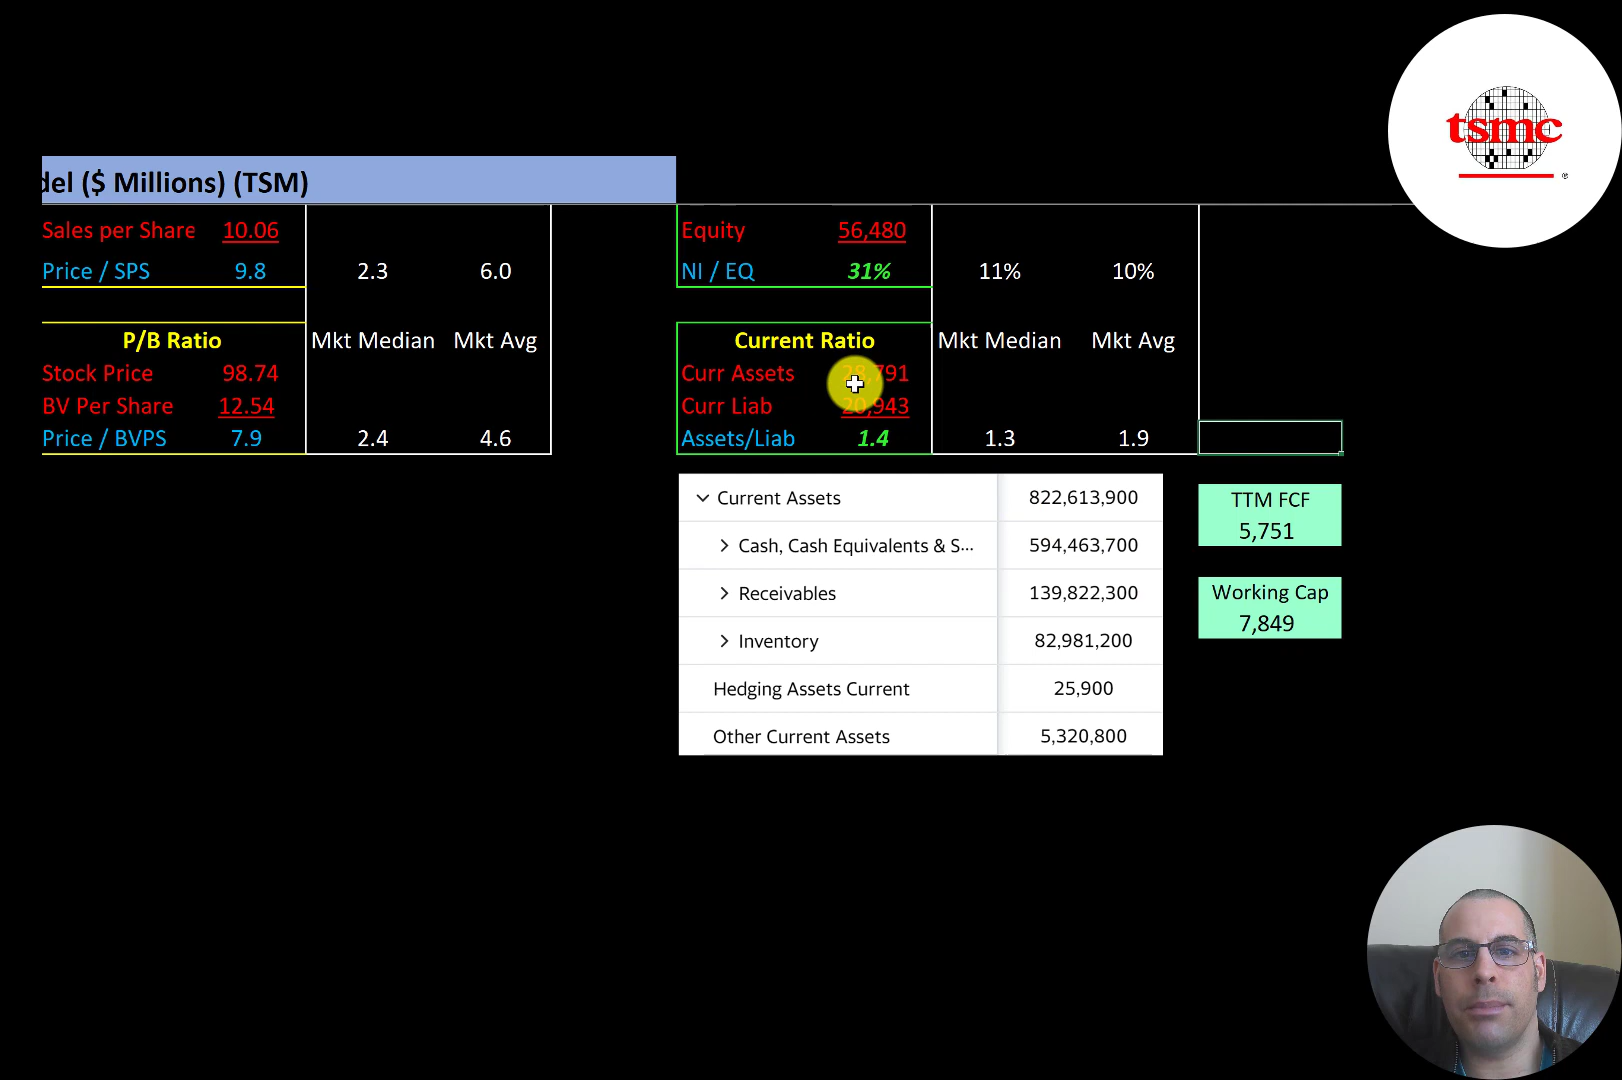 tsmc
®
del ($ Millions) (TSM)
Sales per Share 10.06
Price / SPS 9.8 2.3 6.0
Equity 56,480
NI / EQ 31% 11% 10%
P/B Ratio Mkt Median Mkt Avg
Stock Price 98.74
BV Per Share 12.54
Price / BVPS 7.9 2.4 4.6
Current Ratio Mkt Median Mkt Avg
Curr Assets 28,791
Curr Liab 20,943
Assets/Liab 1.4 1.3 1.9
Current Assets 822,613,900
Cash, Cash Equivalents & S... 594,463,700
Receivables 139,822,300
Inventory 82,981,200
Hedging Assets Current 25,900
Other Current Assets 5,320,800
TTM FCF
5,751
Working Cap
7,849